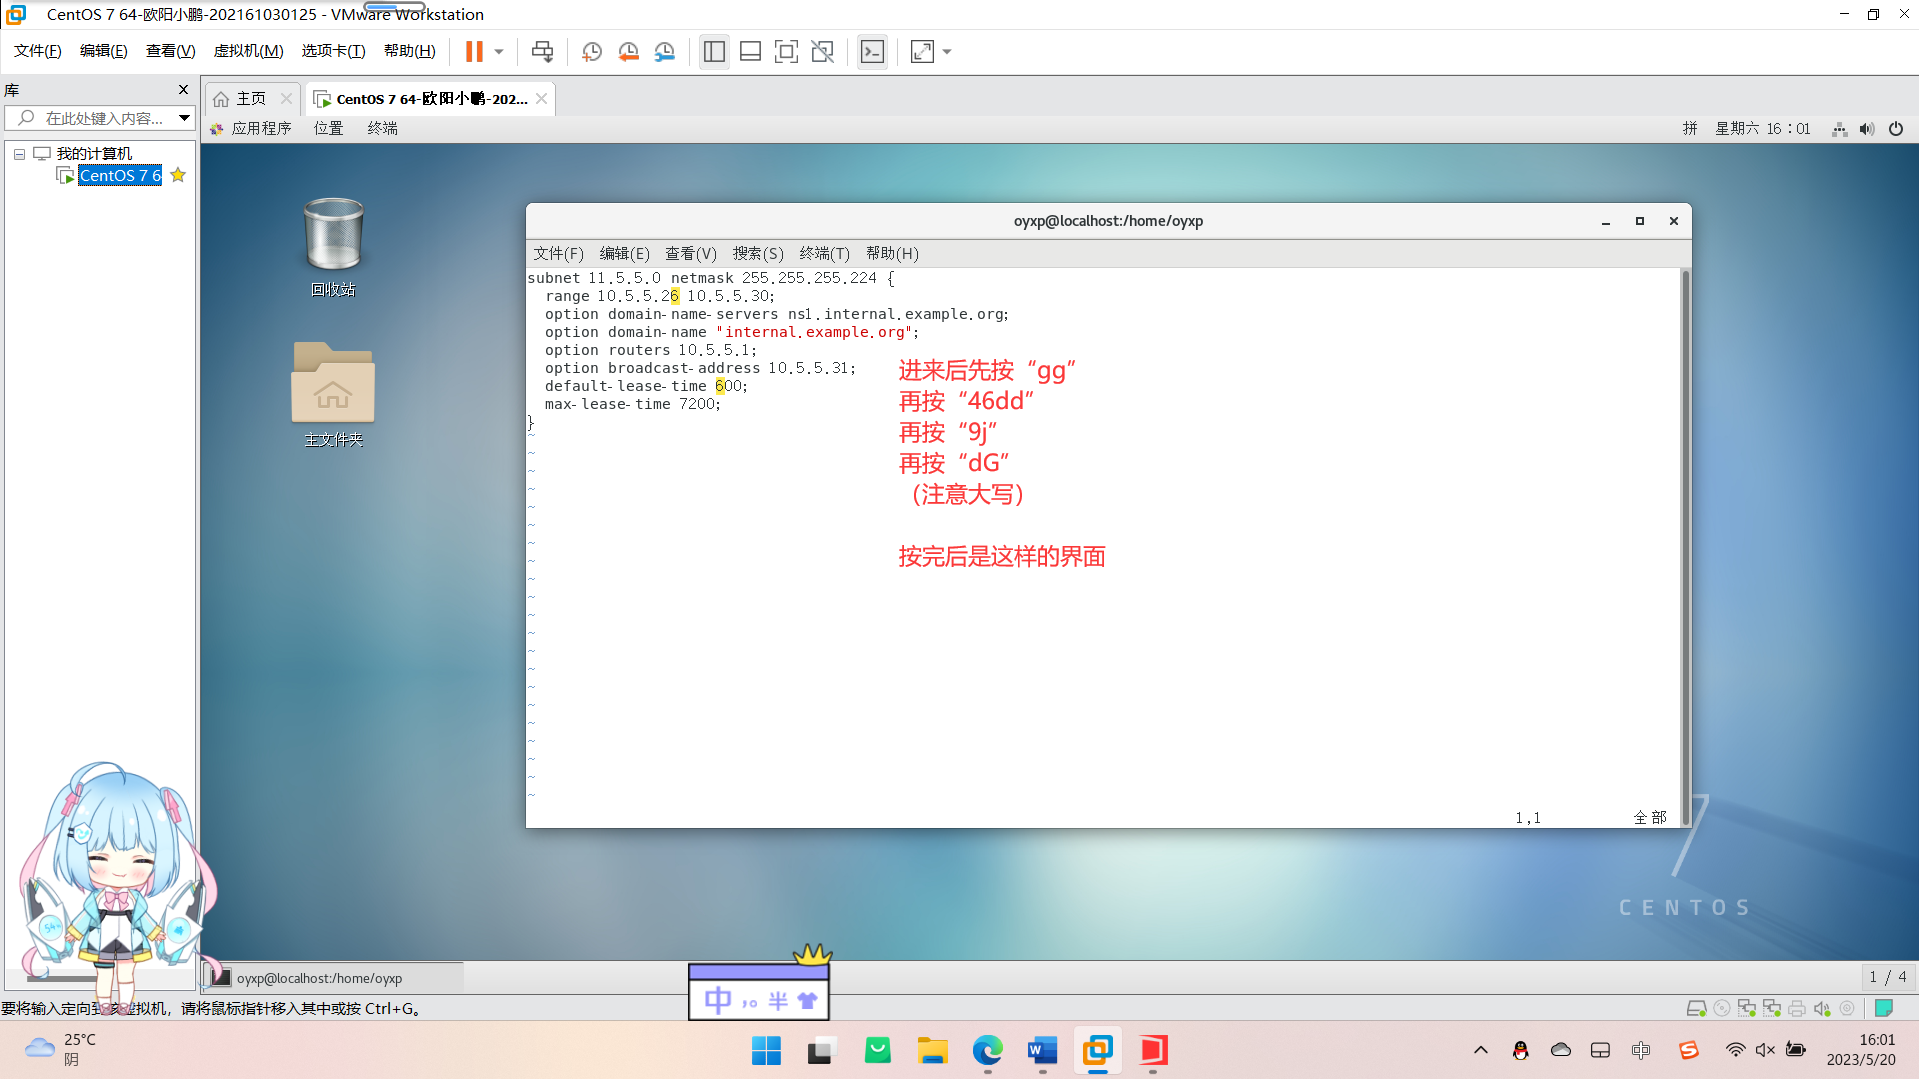 CentOS 7 64-欧阳小鹏-202161030125 - VMware Workstation
文件(F) 编辑(E) 查看(V) 虚拟机(M) 选项卡(T) 帮助(H)
库
在此处键入内容...
我的计算机
CentOS 7 6
主页
CentOS 7 64-欧阳小鹏-202...
应用程序 位置 终端
拼 星期六 16:01
回收站
主文件夹
oyxp@localhost:/home/oyxp
文件(F) 编辑(E) 查看(V) 搜索(S) 终端(T) 帮助(H)
subnet 11.5.5.0 netmask 255.255.255.224 {
range 10.5.5.26 10.5.5.30;
option domain-name-servers ns1.internal.example.org;
option domain-name "internal.example.org";
option routers 10.5.5.1;
option broadcast-address 10.5.5.31;
default-lease-time 600;
max-lease-time 7200;
}
进来后先按“gg”
再按“46dd”
再按“9j”
再按“dG”
（注意大写）
按完后是这样的界面
1,1 全部
7
CENTOS
oyxp@localhost:/home/oyxp
1 / 4
中 ，。 半
要将输入定向到该虚拟机，请将鼠标指针移入其中或按 Ctrl+G。
25°C
阴
中
16:01
2023/5/20